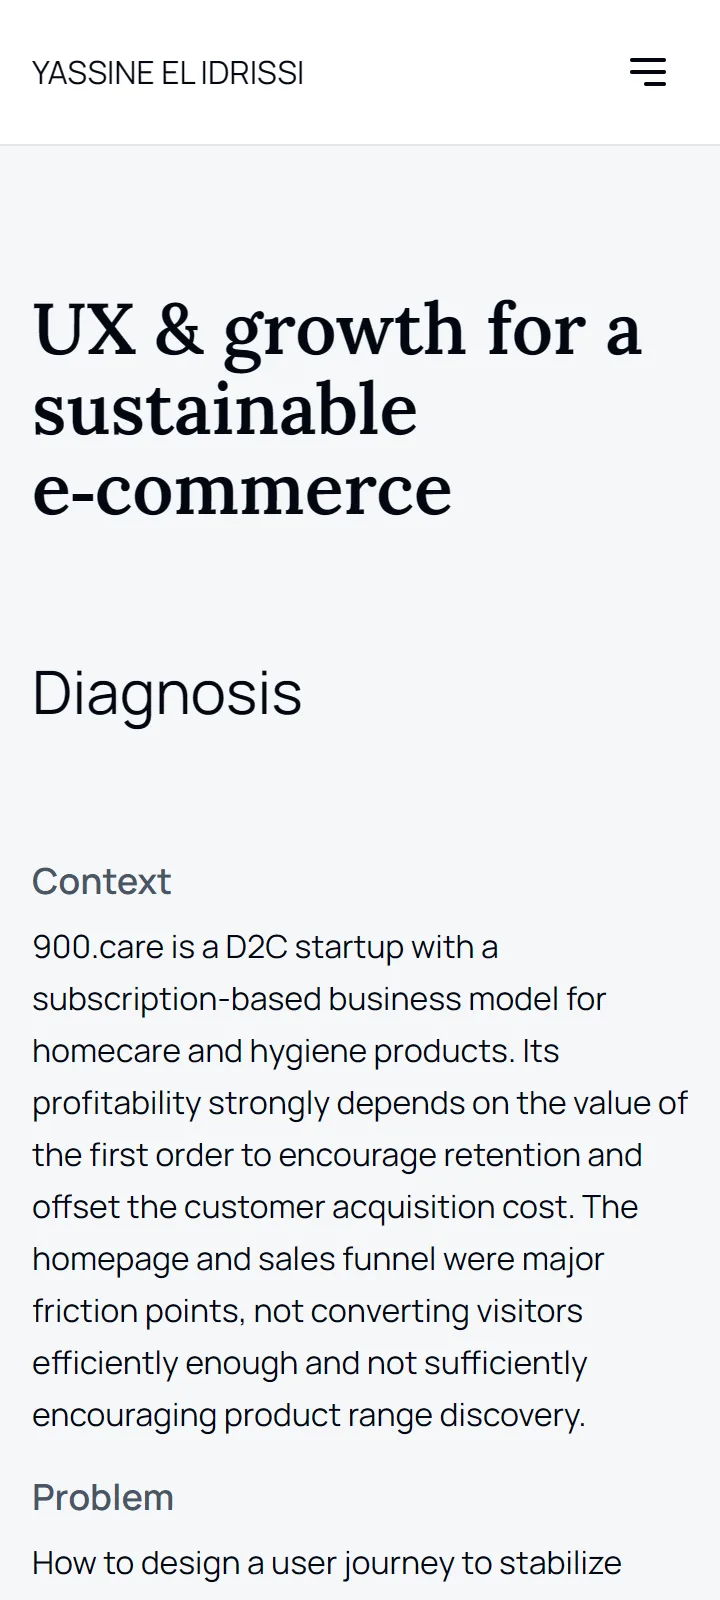 YASSINE EL IDRISSI
UX & growth for a
sustainable
e-commerce
Diagnosis
Context
900.care is a D2C startup with a
subscription-based business model for
homecare and hygiene products. Its
profitability strongly depends on the value of
the first order to encourage retention and
offset the customer acquisition cost. The
homepage and sales funnel were major
friction points, not converting visitors
efficiently enough and not sufficiently
encouraging product range discovery.
Problem
How to design a user journey to stabilize